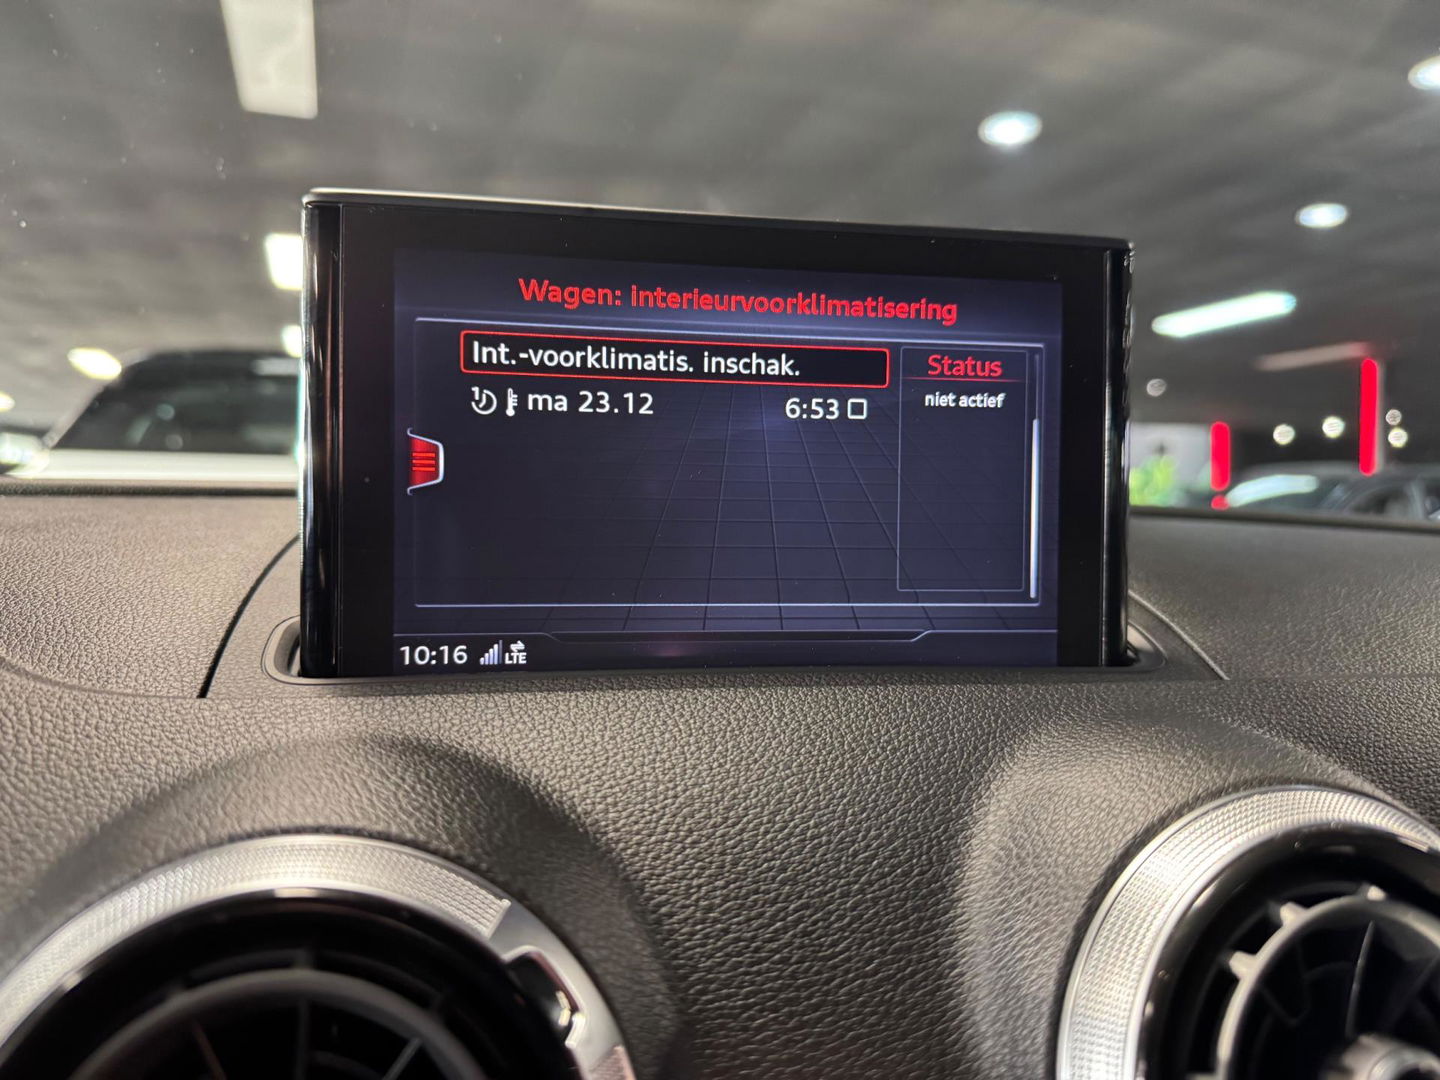 Wagen: interieurvoorklimatisering
Int.-voorklimatis. inschak.
Status
ma 23.12 6:53
niet actief
10:16 LTE